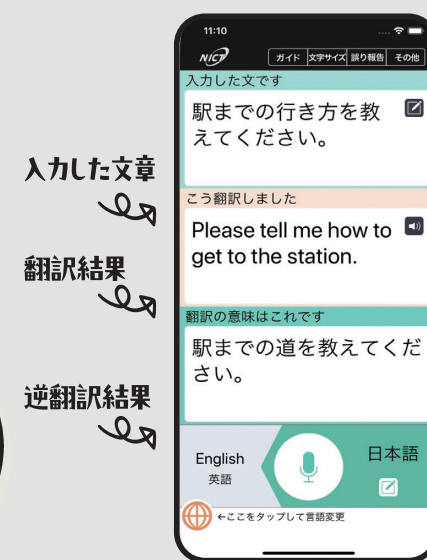 11:10
NICT
ガイド 文字サイズ 誤り報告 その他
入力した文です
駅までの行き方を教
えてください。
こう翻訳しました
Please tell me how to
get to the station.
翻訳の意味はこれです
駅までの道を教えてくだ
さい。
English
英語
日本語
←ここをタップして言語変更
入力した文章
翻訳結果
逆翻訳結果